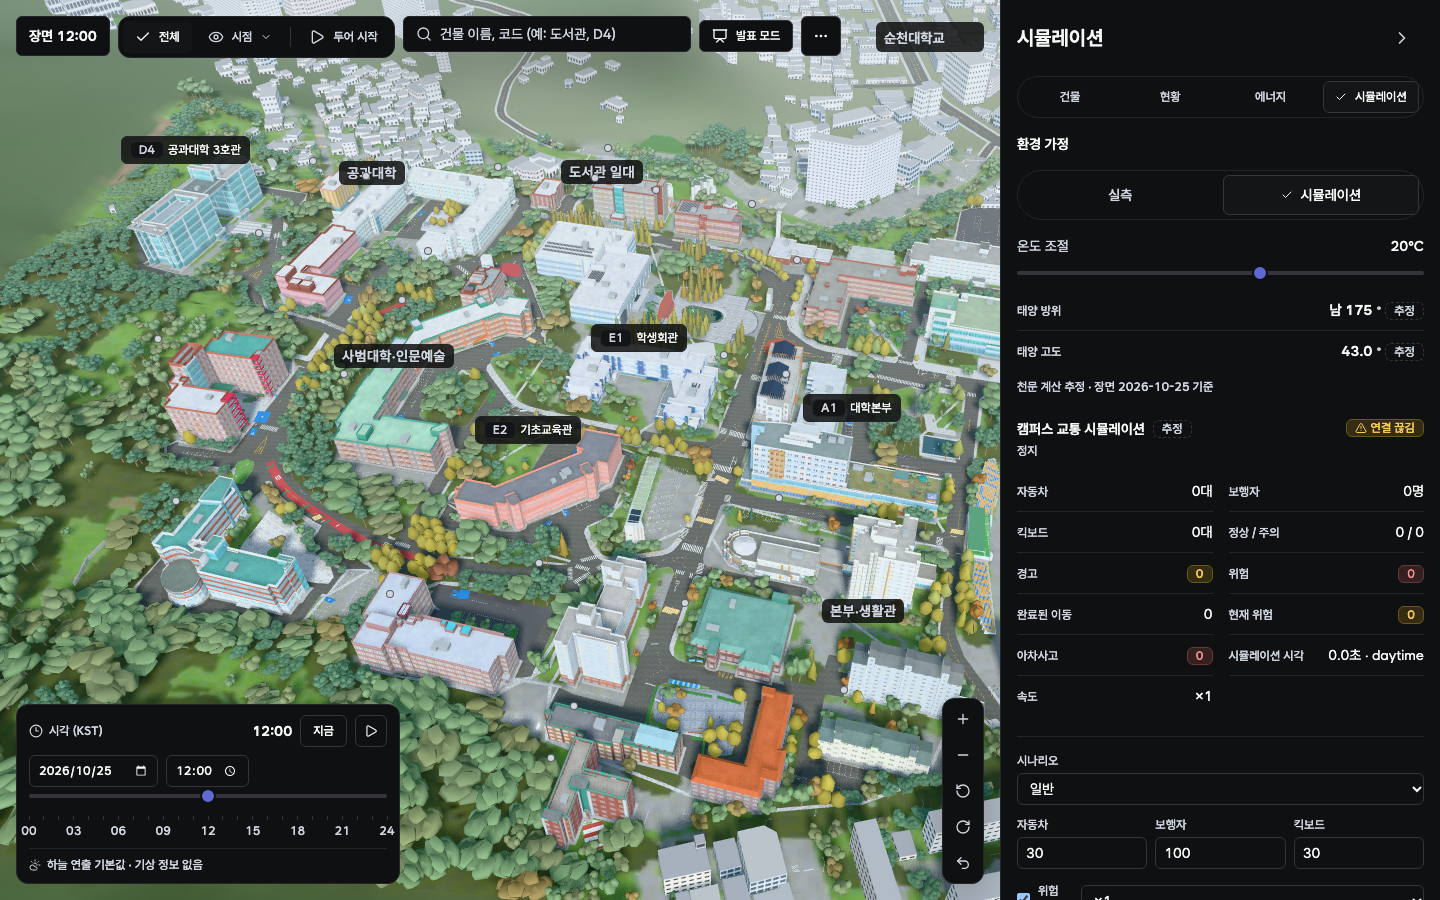 장면 12:00
전체
시점
투어 시작
건물 이름, 코드 (예: 도서관, D4)
발표 모드
순천대학교
D4 공과대학 3호관
공과대학
도서관 일대
E1 학생회관
사범대학·인문예술
A1 대학본부
E2 기초교육관
본부·생활관
시각 (KST)
12:00
지금
2026/10/25
12:00
00 03 06 09 12 15 18 21 24
하늘 연출 기본값 · 기상 정보 없음
시뮬레이션
건물
현황
에너지
시뮬레이션
환경 가정
실측
시뮬레이션
온도 조절 20°C
태양 방위 남 175 ° 추정
태양 고도 43.0 ° 추정
천문 계산 추정 · 장면 2026-10-25 기준
캠퍼스 교통 시뮬레이션 추정 연결 끊김
정지
자동차 0대 보행자 0명
킥보드 0대 정상 / 주의 0 / 0
경고 0 위험 0
완료된 이동 0 현재 위험 0
아차사고 0 시뮬레이션 시각 0.0초 · daytime
속도 ×1
시나리오
일반
자동차 보행자 킥보드
30 100 30
위험